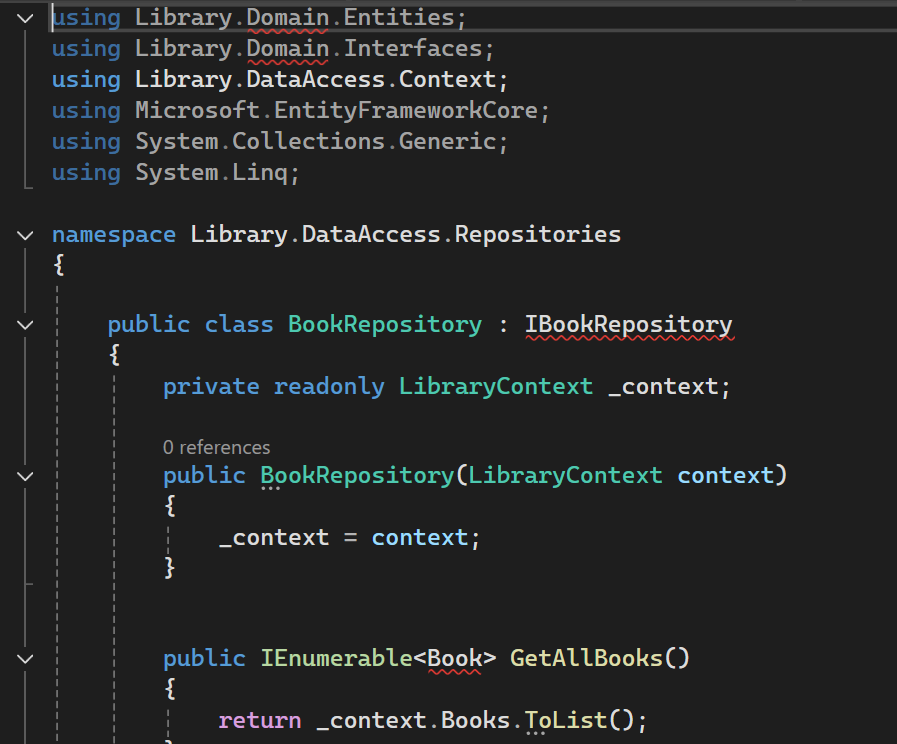 using Library.Domain.Entities;
using Library.Domain.Interfaces;
using Library.DataAccess.Context;
using Microsoft.EntityFrameworkCore;
using System.Collections.Generic;
using System.Linq;
namespace Library.DataAccess.Repositories
{
public class BookRepository : IBookRepository
{
private readonly LibraryContext _context;
0 references
public BookRepository(LibraryContext context)
{
_context = context;
}
public IEnumerable<Book> GetAllBooks()
{
return _context.Books.ToList();
}